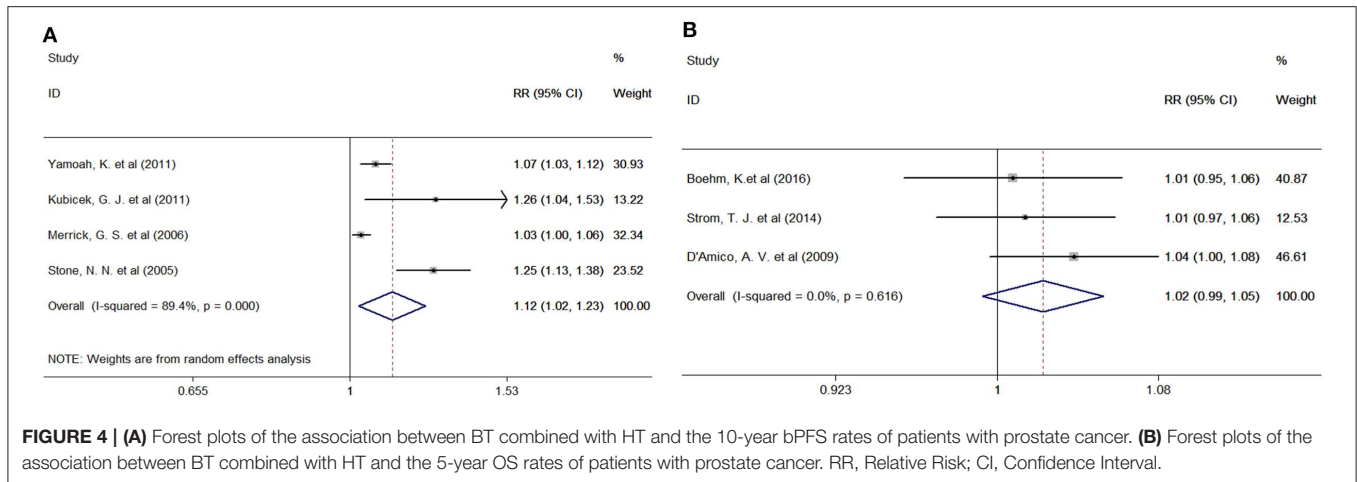 A
Study %
ID RR (95% CI) Weight
Yamoah, K. et al (2011) 1.07 (1.03, 1.12) 30.93
Kubicek, G. J. et al (2011) 1.26 (1.04, 1.53) 13.22
Merrick, G. S. et al (2006) 1.03 (1.00, 1.06) 32.34
Stone, N. N. et al (2005) 1.25 (1.13, 1.38) 23.52
Overall (I-squared = 89.4%, p = 0.000) 1.12 (1.02, 1.23) 100.00
NOTE: Weights are from random effects analysis
0.655 1 1.53
B
Study %
ID RR (95% CI) Weight
Boehm, K.et al (2016) 1.01 (0.95, 1.06) 40.87
Strom, T. J. et al (2014) 1.01 (0.97, 1.06) 12.53
D'Amico, A. V. et al (2009) 1.04 (1.00, 1.08) 46.61
Overall (I-squared = 0.0%, p = 0.616) 1.02 (0.99, 1.05) 100.00
0.923 1 1.08
FIGURE 4 | (A) Forest plots of the association between BT combined with HT and the 10-year bPFS rates of patients with prostate cancer. (B) Forest plots of the
association between BT combined with HT and the 5-year OS rates of patients with prostate cancer. RR, Relative Risk; CI, Confidence Interval.